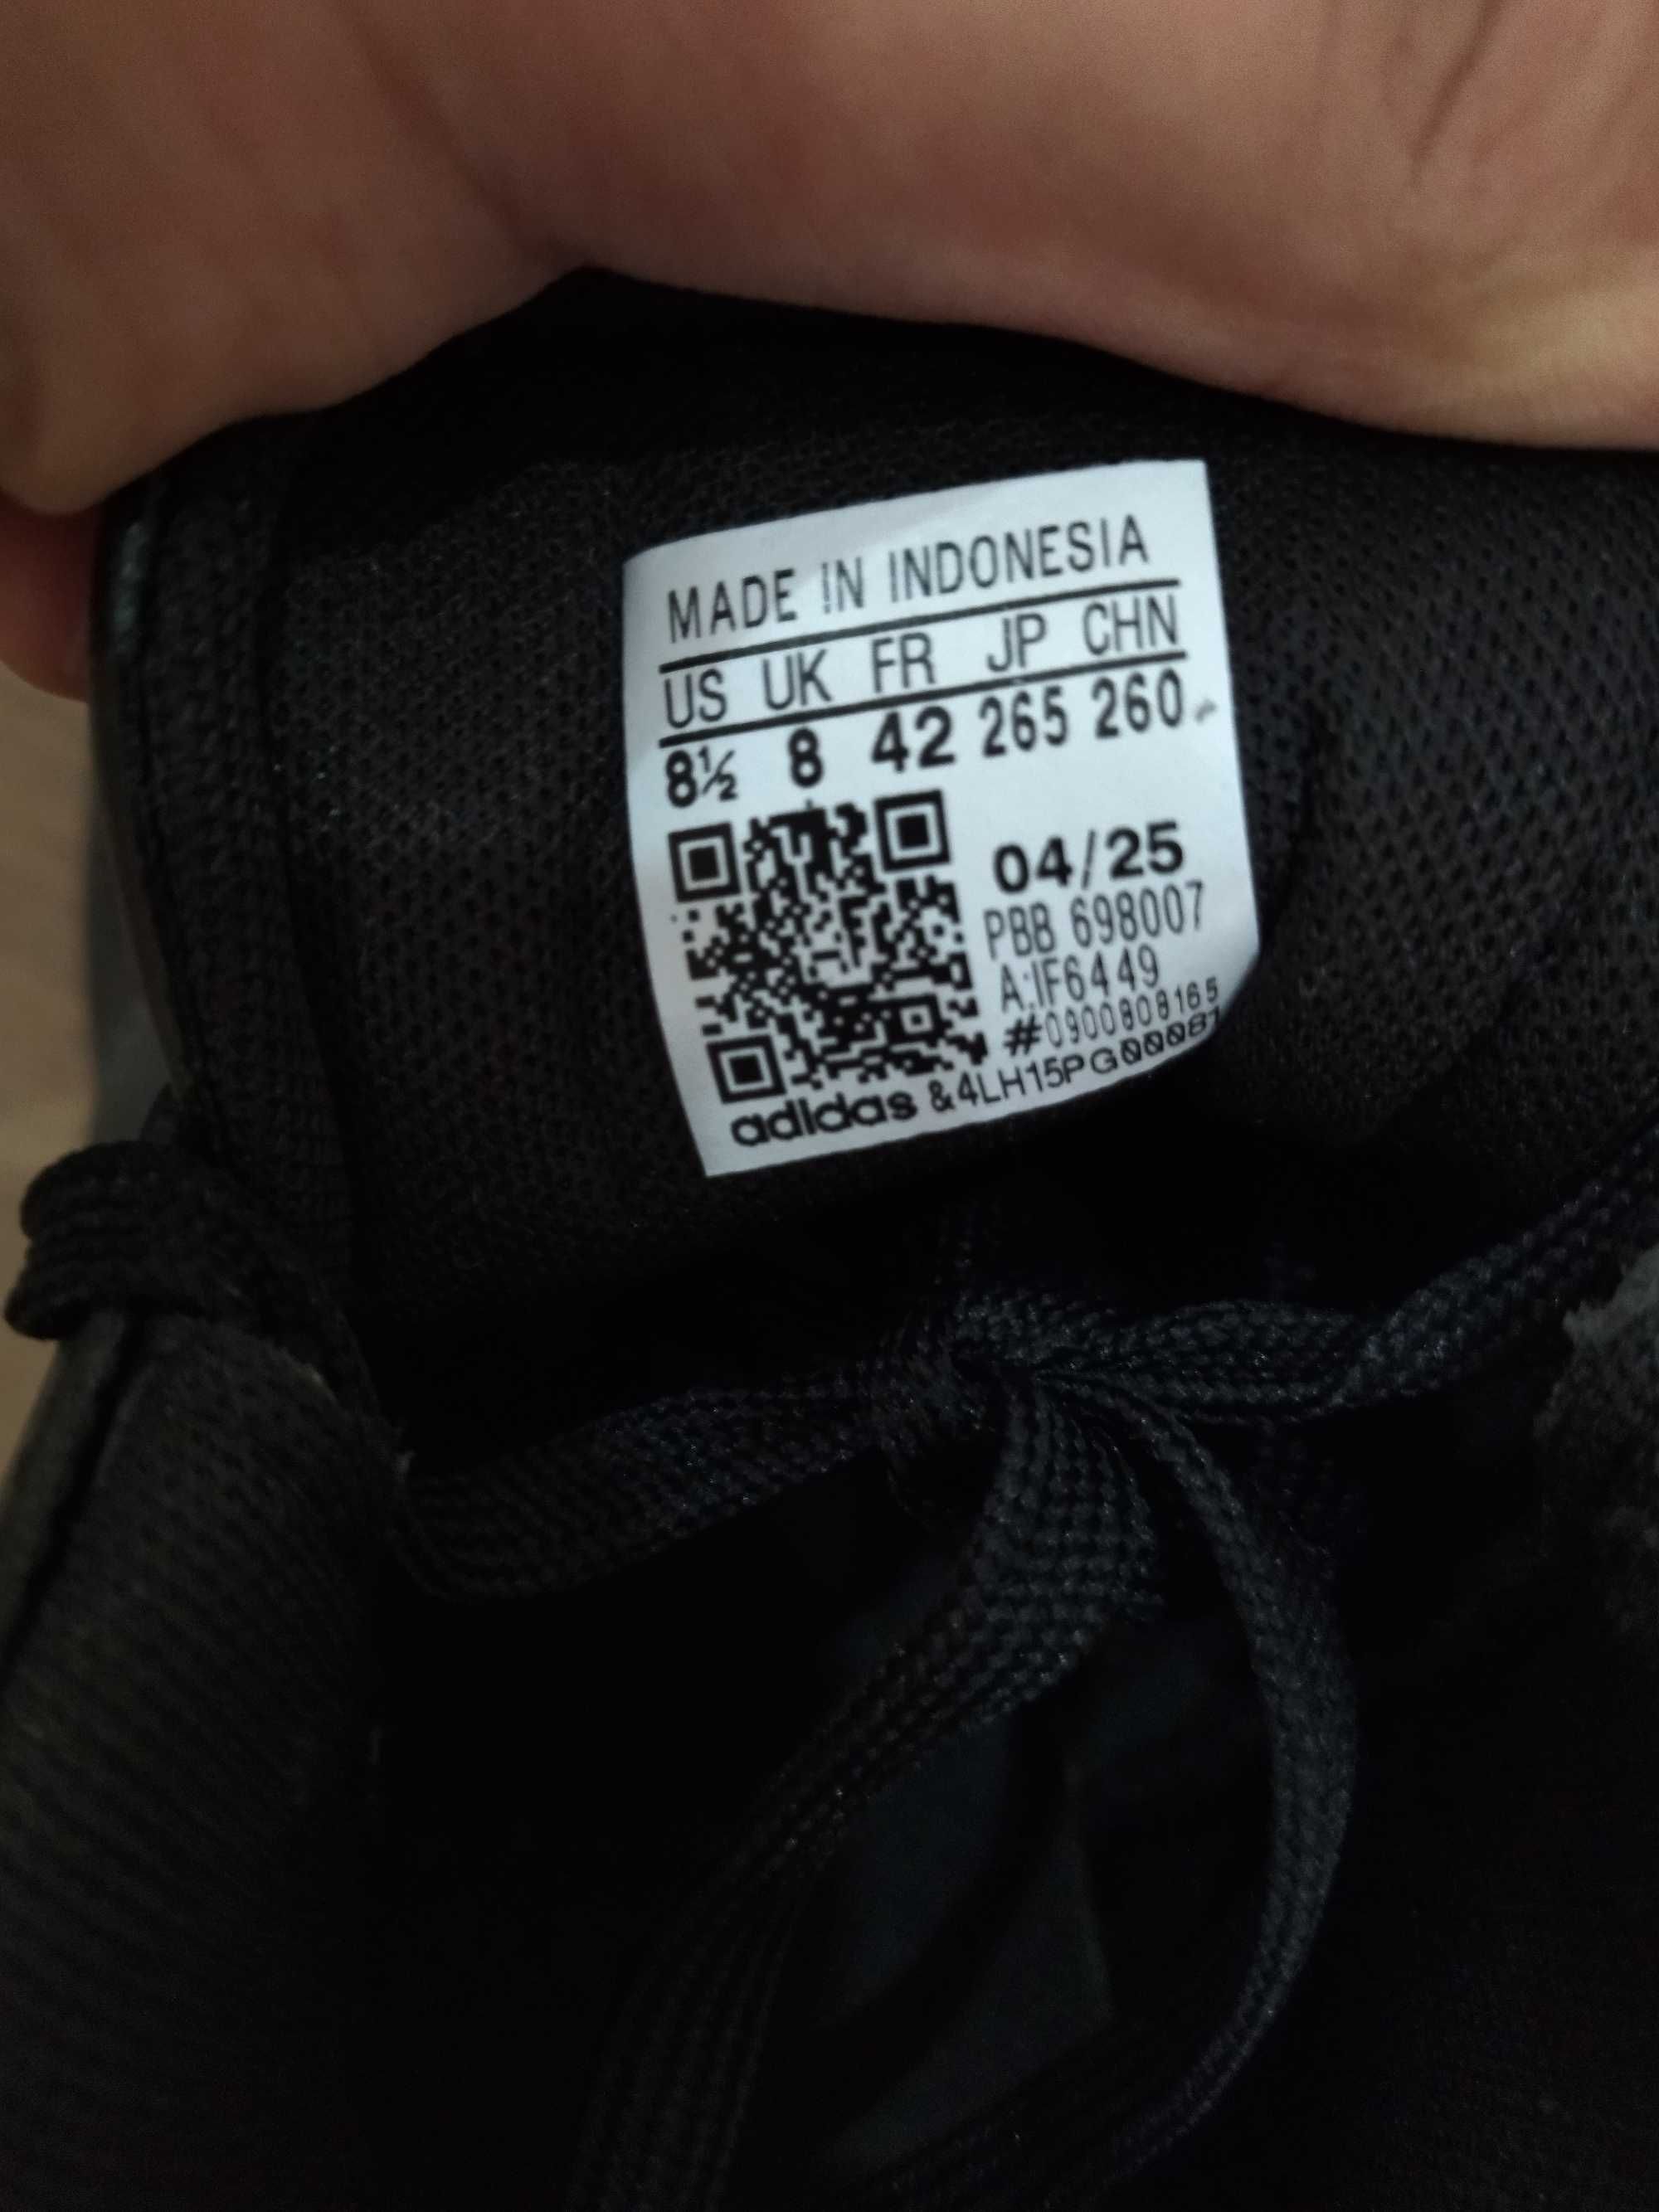 MADE IN INDONESIA
US UK FR JP CHN
8½ 8 42 265 260
04/25
PBB 698007
A:IF6449
#0900808165
adidas &4LH15PG00081